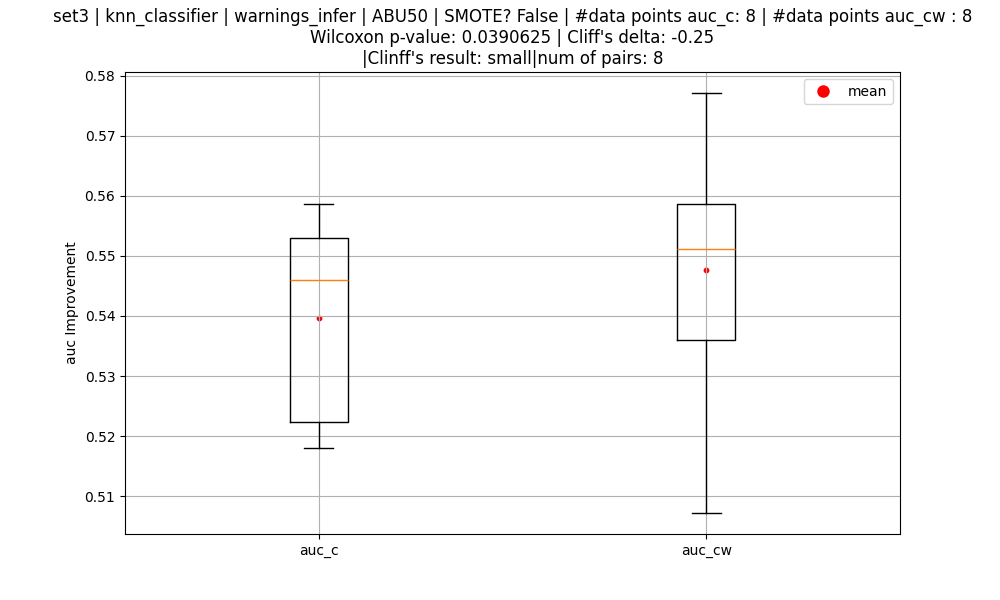 set3 | knn_classifier | warnings_infer | ABU50 | SMOTE? False | #data points auc_c: 8 | #data points auc_cw : 8
Wilcoxon p-value: 0.0390625 | Cliff's delta: -0.25
|Clinff's result: small|num of pairs: 8
mean
0.58
0.57
0.56
0.55
0.54
0.53
0.52
0.51
auc Improvement
auc_c
auc_cw